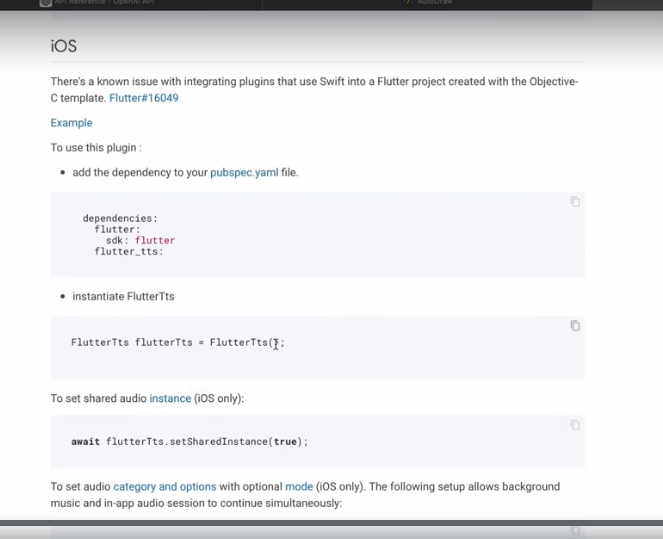 API Reference - OpenAI API
AutoDraw
iOS
There's a known issue with integrating plugins that use Swift into a Flutter project created with the Objective-
C template. Flutter#16049
Example
To use this plugin :
• add the dependency to your pubspec.yaml file.
dependencies:
flutter:
sdk: flutter
flutter_tts:
• instantiate FlutterTts
FlutterTts flutterTts = FlutterTts();
To set shared audio instance (iOS only):
await flutterTts.setSharedInstance(true);
To set audio category and options with optional mode (iOS only). The following setup allows background
music and in-app audio session to continue simultaneously: